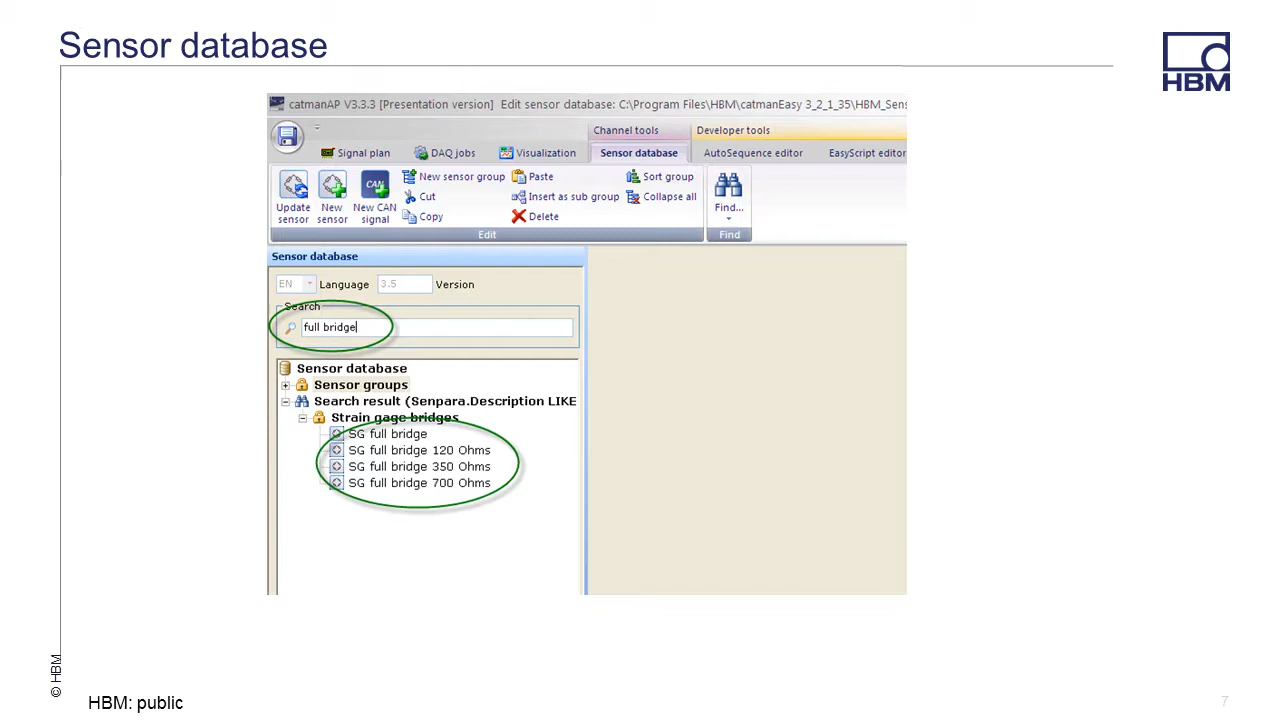 Sensor database
HBM
catmanAP V3.3.3 [Presentation version] Edit sensor database: C:\Program Files\HBM\catmanEasy 3_2_1_35\HBM_Sens
Channel tools Developer tools
Signal plan DAQ jobs Visualization Sensor database AutoSequence editor EasyScript editor
Update sensor
New sensor
New CAN signal
CAN
New sensor group
Cut
Copy
Paste
Insert as sub group
Delete
Sort group
Collapse all
Find...
Edit
Find
Sensor database
EN Language 3.5 Version
Search
full bridge
Sensor database
Sensor groups
Search result (Senpara.Description LIKE
Strain gage bridges
SG full bridge
SG full bridge 120 Ohms
SG full bridge 350 Ohms
SG full bridge 700 Ohms
© HBM
HBM: public
7